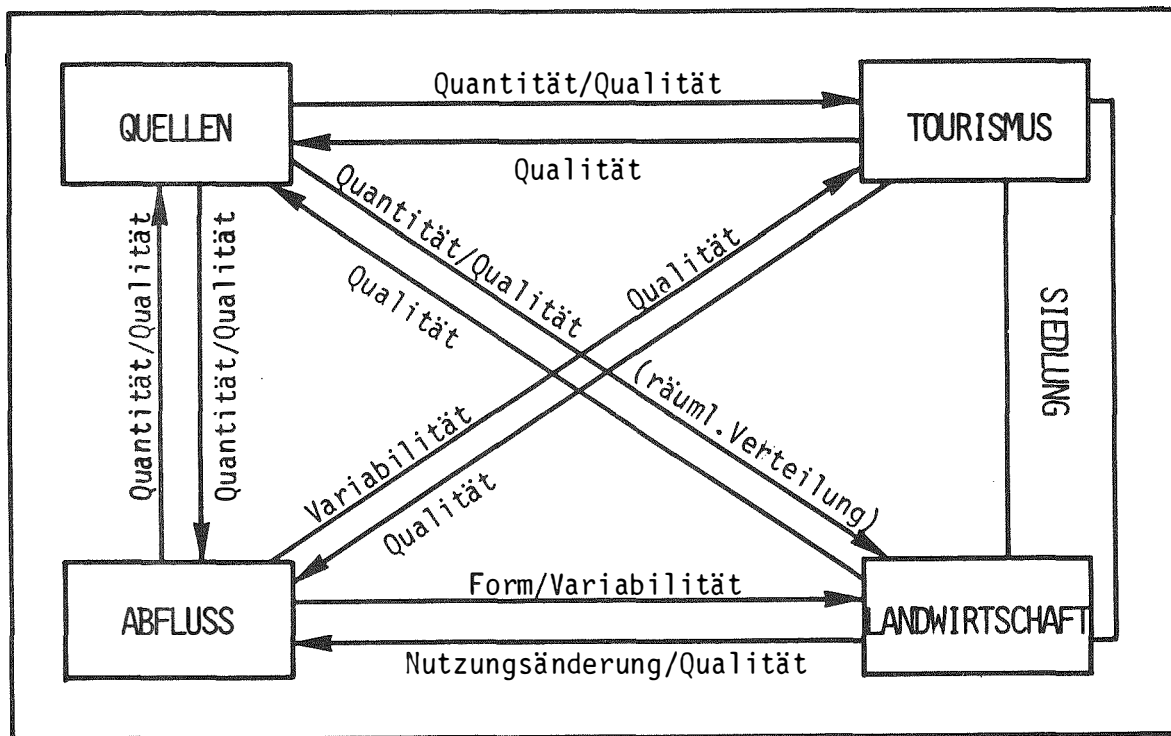 Quantität/Qualität
QUELLEN
TOURISMUS
Qualität
Quantität/Qualität
Qualität
Qualität
Quantität/Qualität
Quantität/Qualität
(räuml.Verteilung)
SIEDLUNG
Variabilität
Qualität
Form/Variabilität
ABFLUSS
LANDWIRTSCHAFT
Nutzungsänderung/Qualität